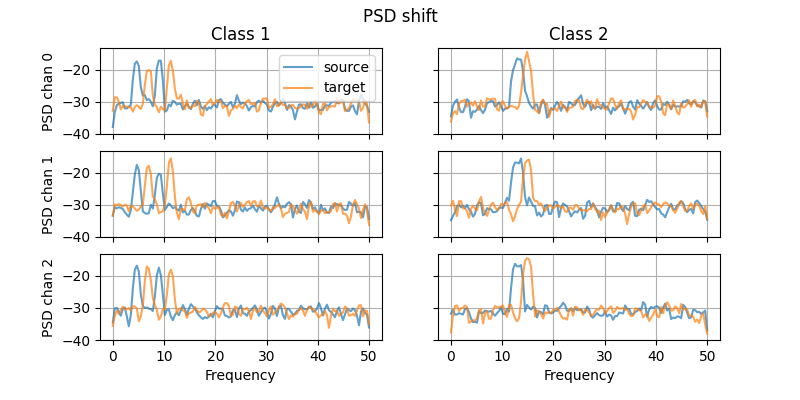 PSD shift
Class 1
Class 2
PSD chan 0
−20
−30
−40
source
target
PSD chan 1
−20
−30
−40
PSD chan 2
−20
−30
−40
0 10 20 30 40 50
0 10 20 30 40 50
Frequency
Frequency